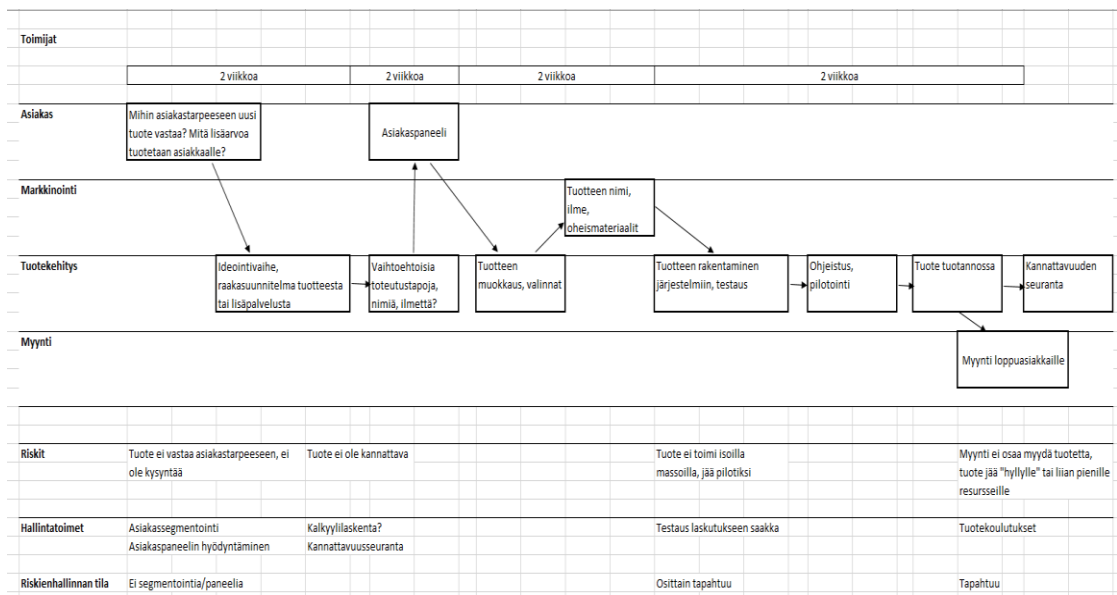 Toimijat
2 viikkoa
2 viikkoa
2 viikkoa
2 viikkoa
Asiakas
Mihin asiakastarpeeseen uusi
tuote vastaa? Mitä lisäarvoa
tuotetaan asiakkaalle?
Asiakaspaneeli
Markkinointi
Tuotteen nimi,
ilme,
oheismateriaalit
Tuotekehitys
Ideointivaihe,
raakasuunnitelma tuotteesta
tai lisäpalvelusta
Vaihtoehtoisia
toteutustapoja,
nimiä, ilmettä?
Tuotteen
muokkaus, valinnat
Tuotteen rakentaminen
järjestelmiin, testaus
Ohjeistus,
pilotointi
Tuote tuotannossa
Kannattavuuden
seuranta
Myynti
Myynti loppuasiakkaille
Riskit
Tuote ei vastaa asiakastarpeeseen, ei
ole kysyntää
Tuote ei ole kannattava
Tuote ei toimi isoilla
massoilla, jää pilotiksi
Myynti ei osaa myydä tuotetta,
tuote jää "hyllylle" tai liian pienille
resursseille
Hallintatoimet
Asiakassegmentointi
Asiakaspaneelin hyödyntäminen
Kalkyylilaskenta?
Kannattavuusseuranta
Testaus laskutukseen saakka
Tuotekoulutukset
Riskienhallinnan tila
Ei segmentointia/paneelia
Osittain tapahtuu
Tapahtuu